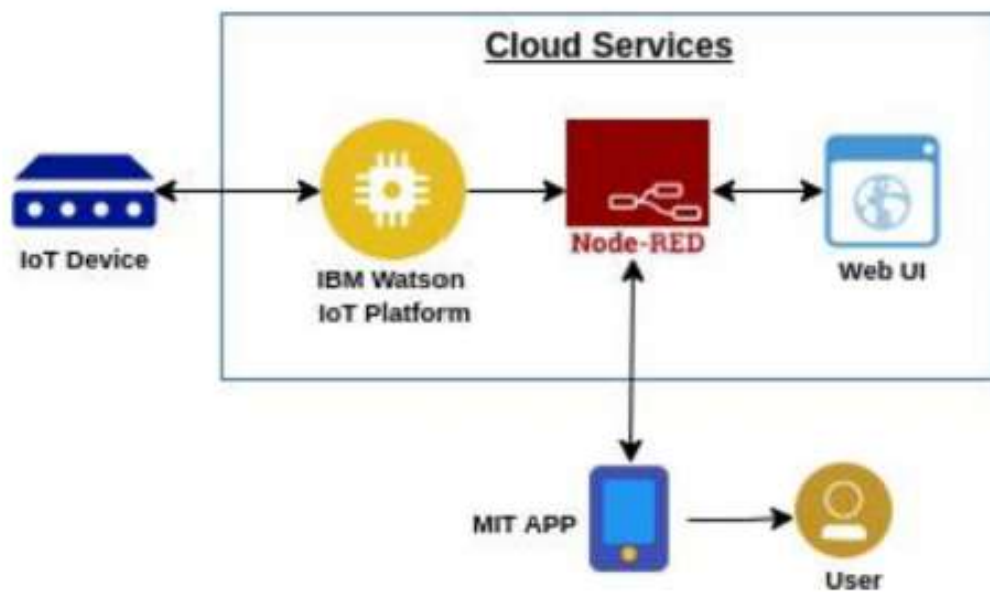 Cloud Services
IoT Device
IBM Watson
IoT Platform
Node-RED
Web UI
MIT APP
User